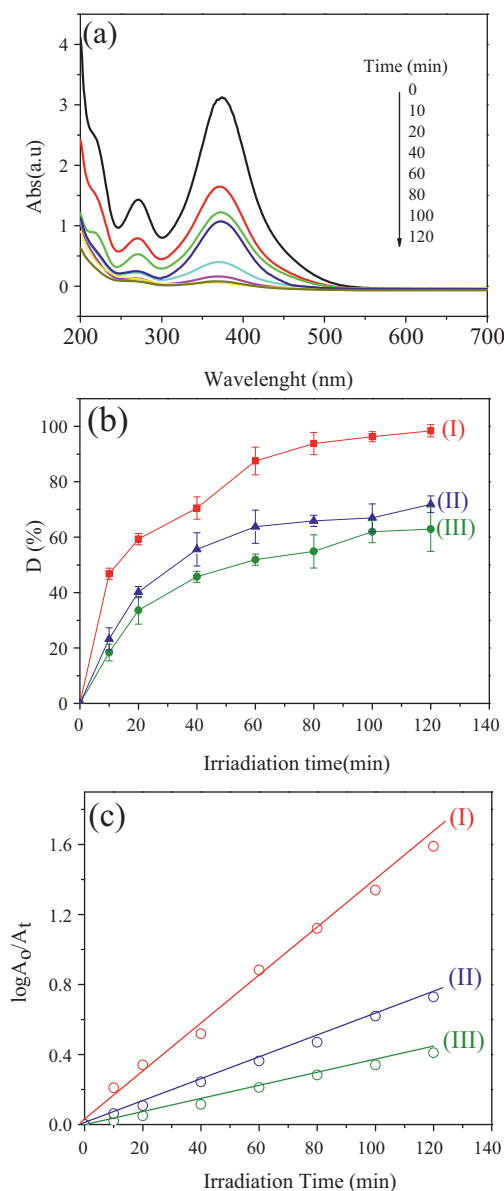 (a)
4
3
2
1
0
Abs(a.u)
Time (min)
0
10
20
40
60
80
100
120
200 300 400 500 600 700
Wavelenght (nm)
(b)
100
80
60
40
20
0
D (%)
(I)
(II)
(III)
0 20 40 60 80 100 120 140
Irriadiation time(min)
(c)
1.6
1.2
0.8
0.4
0.0
logAo/At
(I)
(II)
(III)
0 20 40 60 80 100 120 140
Irradiation Time (min)